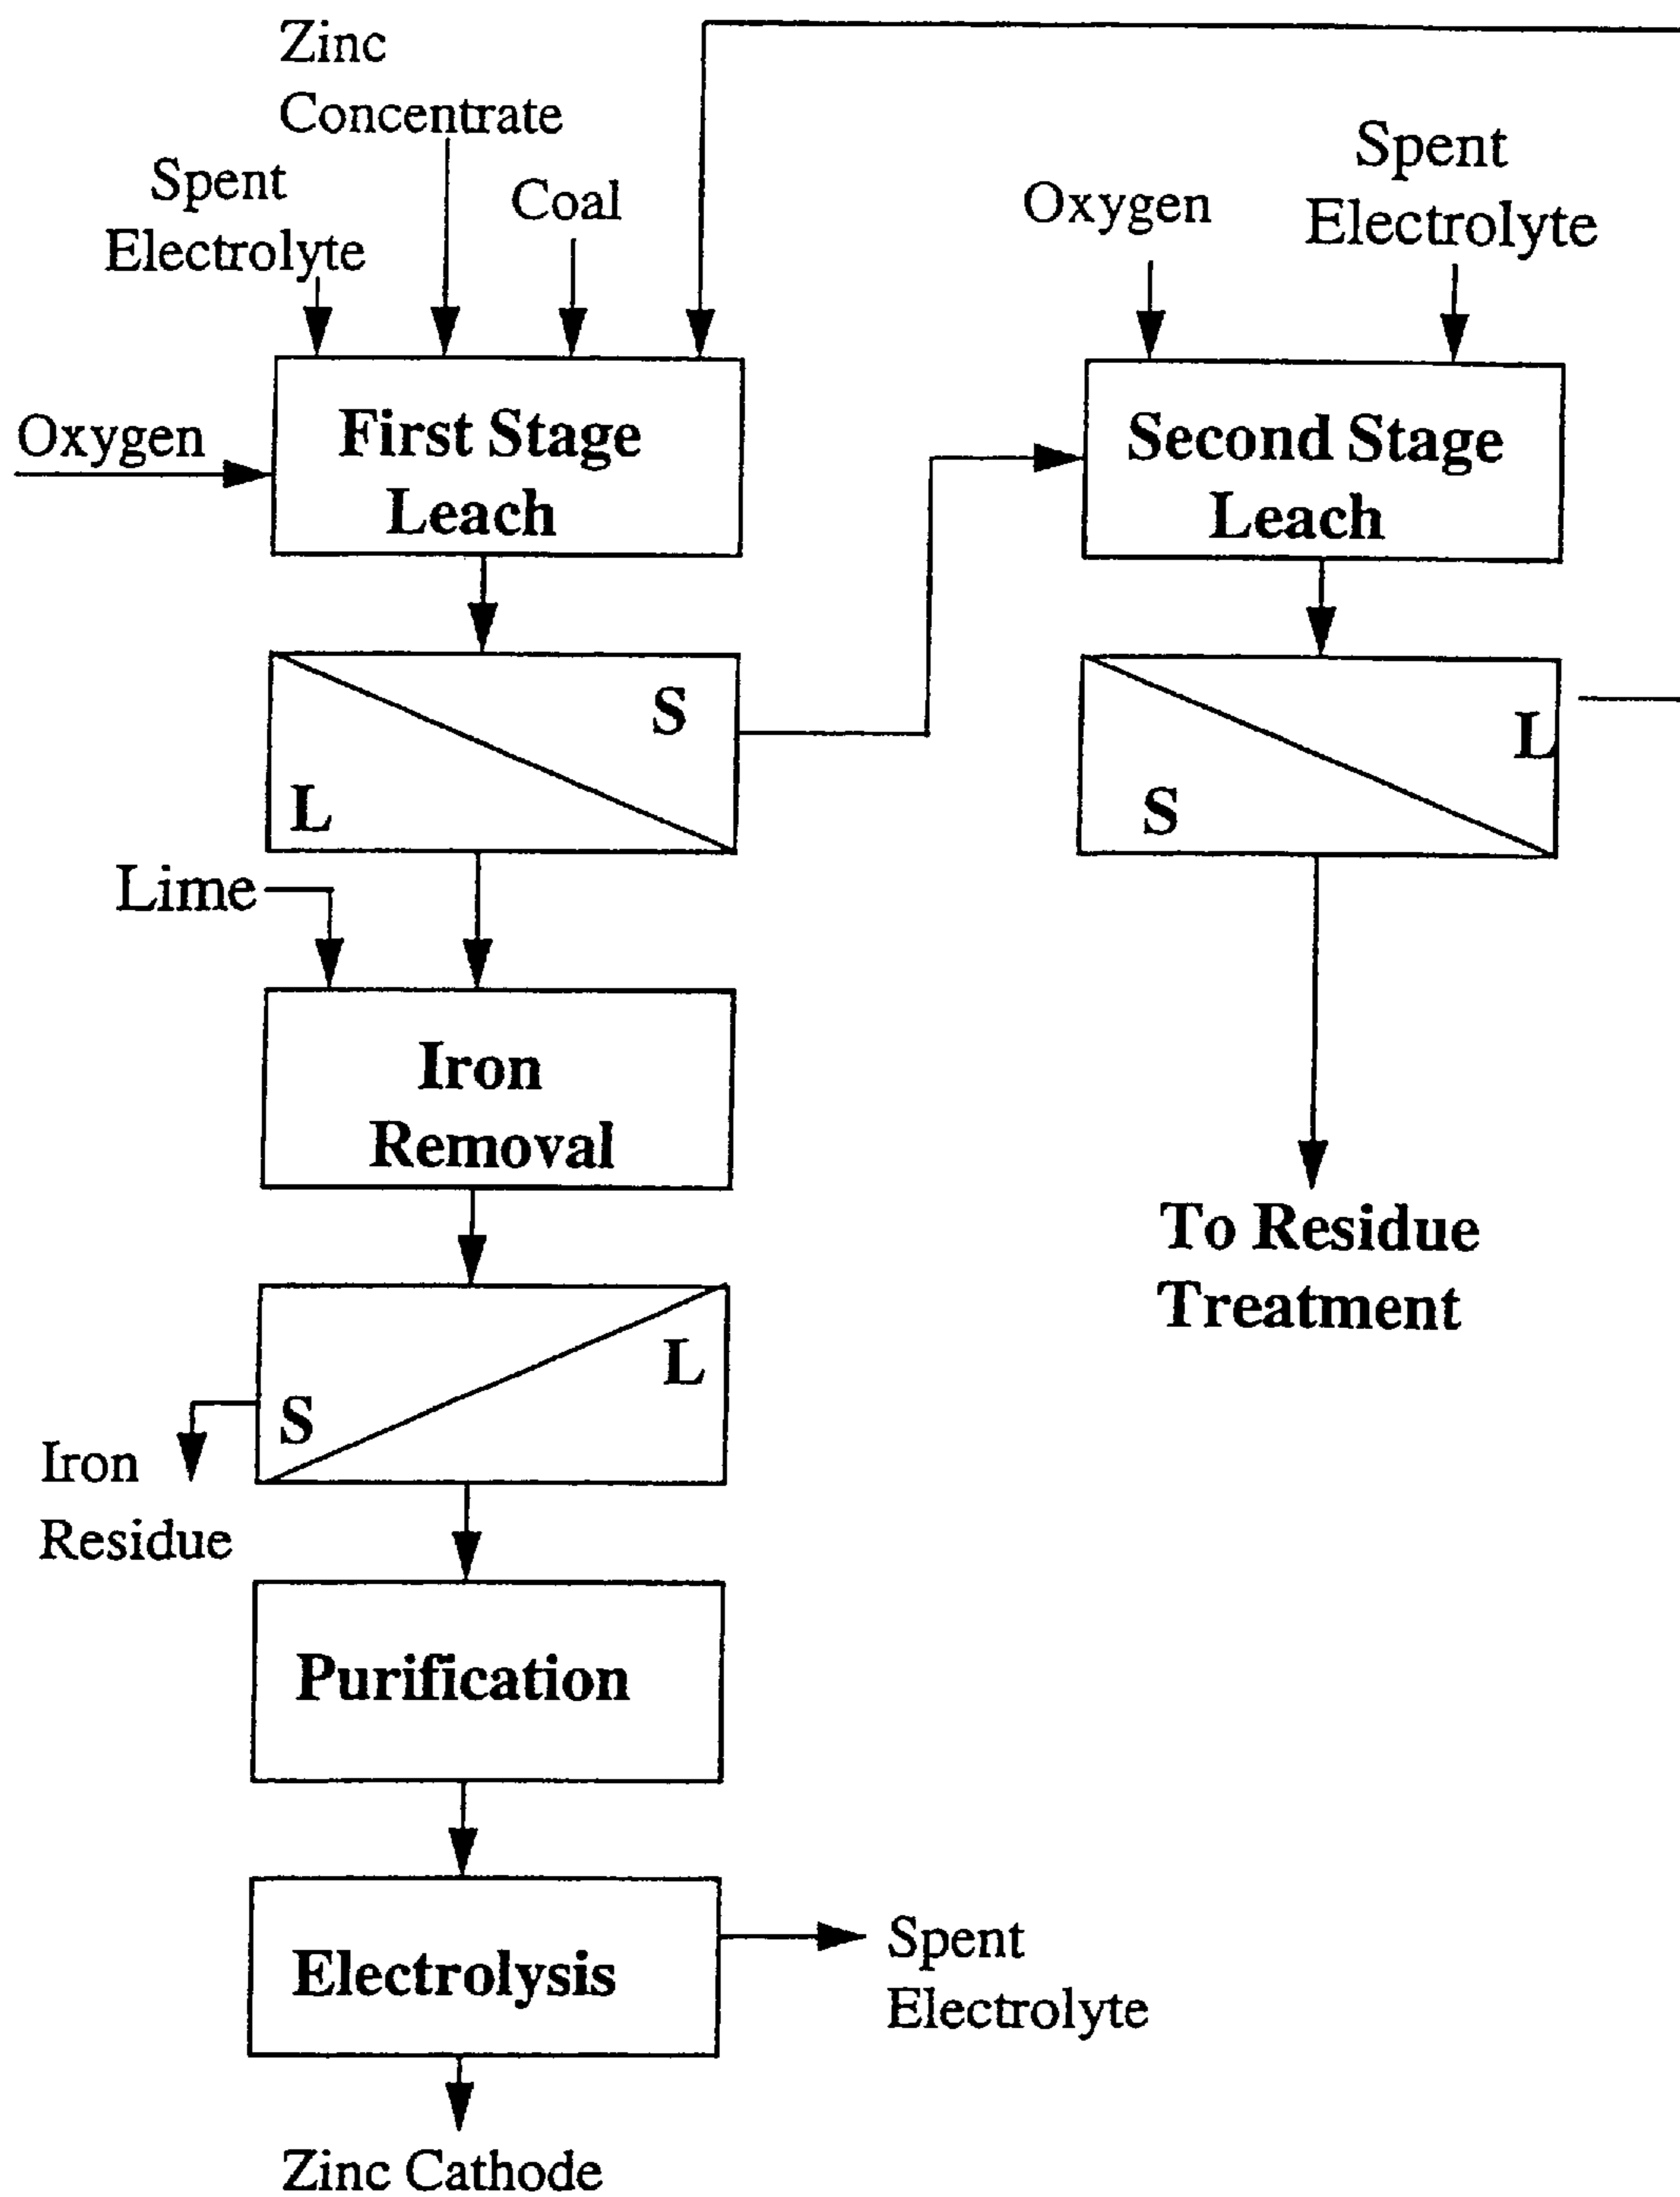 Zinc
Concentrate
Spent
Electrolyte
Coal
Oxygen
Spent
Electrolyte
Oxygen
First Stage
Leach
Second Stage
Leach
S
L
L
S
Lime
Iron
Removal
To Residue
Treatment
L
S
Iron
Residue
Purification
Electrolysis
Spent
Electrolyte
Zinc Cathode